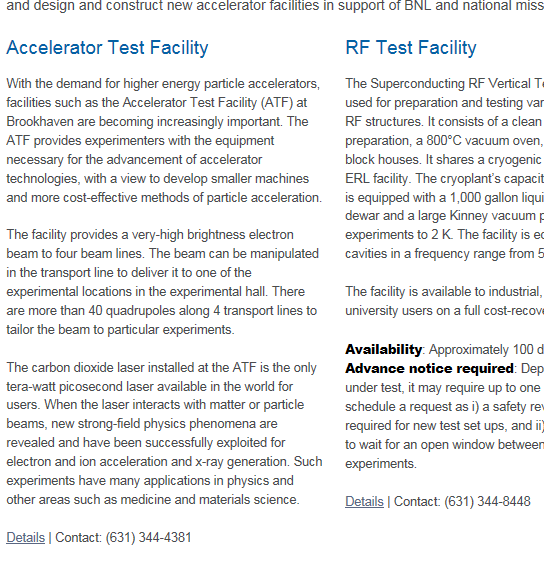 and design and construct new accelerator facilities in support of BNL and national miss
Accelerator Test Facility
With the demand for higher energy particle accelerators,
facilities such as the Accelerator Test Facility (ATF) at
Brookhaven are becoming increasingly important. The
ATF provides experimenters with the equipment
necessary for the advancement of accelerator
technologies, with a view to develop smaller machines
and more cost-effective methods of particle acceleration.
The facility provides a very-high brightness electron
beam to four beam lines. The beam can be manipulated
in the transport line to deliver it to one of the
experimental locations in the experimental hall. There
are more than 40 quadrupoles along 4 transport lines to
tailor the beam to particular experiments.
The carbon dioxide laser installed at the ATF is the only
tera-watt picosecond laser available in the world for
users. When the laser interacts with matter or particle
beams, new strong-field physics phenomena are
revealed and have been successfully exploited for
electron and ion acceleration and x-ray generation. Such
experiments have many applications in physics and
other areas such as medicine and materials science.
Details | Contact: (631) 344-4381
RF Test Facility
The Superconducting RF Vertical Te
used for preparation and testing var
RF structures. It consists of a clean
preparation, a 800°C vacuum oven,
block houses. It shares a cryogenic
ERL facility. The cryoplant's capacit
is equipped with a 1,000 gallon liqui
dewar and a large Kinney vacuum p
experiments to 2 K. The facility is ec
cavities in a frequency range from 5
The facility is available to industrial,
university users on a full cost-recove
Availability: Approximately 100 d
Advance notice required: Dep
under test, it may require up to one
schedule a request as i) a safety rev
required for new test set ups, and ii)
to wait for an open window between
experiments.
Details | Contact: (631) 344-8448